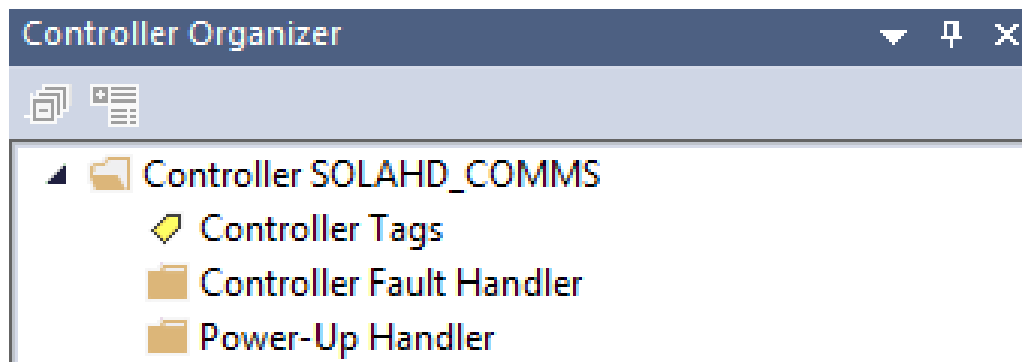 Controller Organizer
Controller SOLAHD_COMMS
Controller Tags
Controller Fault Handler
Power-Up Handler